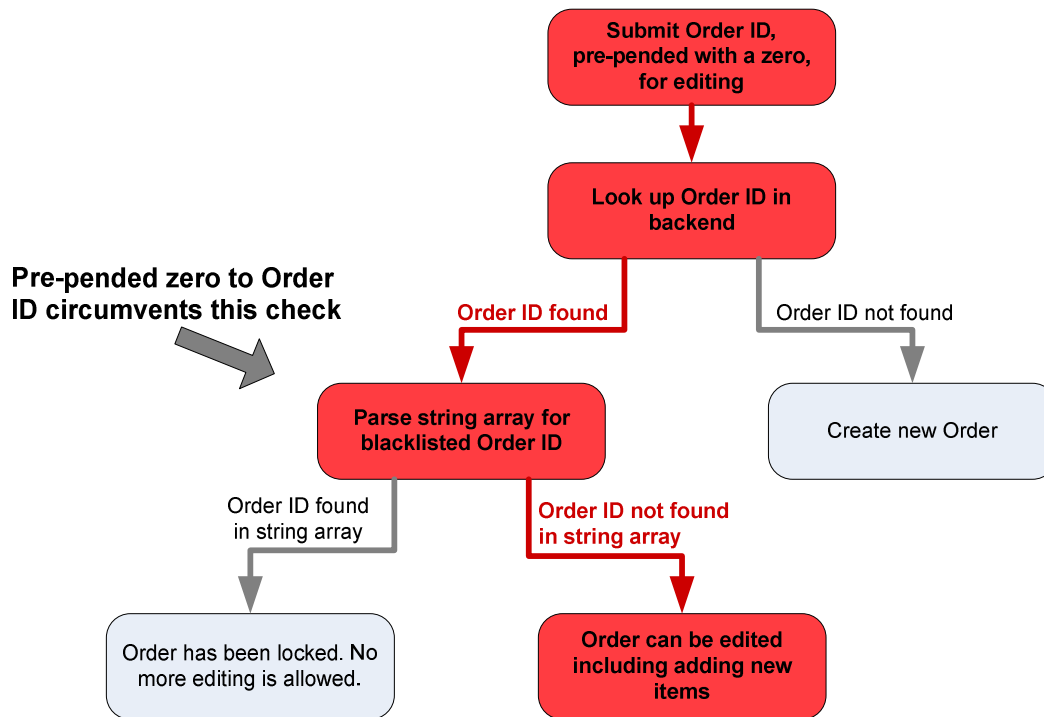 Submit Order ID,
pre-pended with a zero,
for editing
Look up Order ID in
backend
Pre-pended zero to Order
ID circumvents this check
Order ID found
Order ID not found
Parse string array for
blacklisted Order ID
Create new Order
Order ID found
in string array
Order ID not found
in string array
Order has been locked. No
more editing is allowed.
Order can be edited
including adding new
items